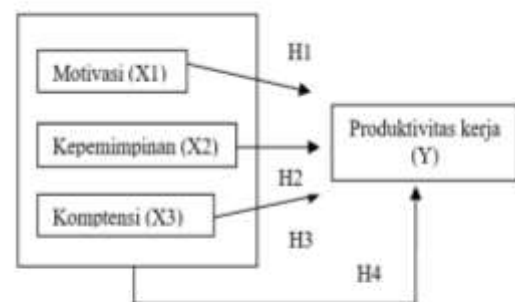 H1
Motivasi (X1)
Produktivitas kerja
(Y)
Kepemimpinan (X2)
H2
Komptensi (X3)
H3
H4